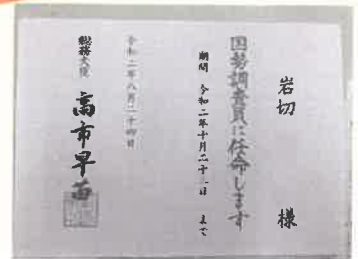 岩切 様
国勢調査員に任命します
期間 令和二年十月二十 日 まで
令和二年八月二十四日
総務大臣 高市早苗